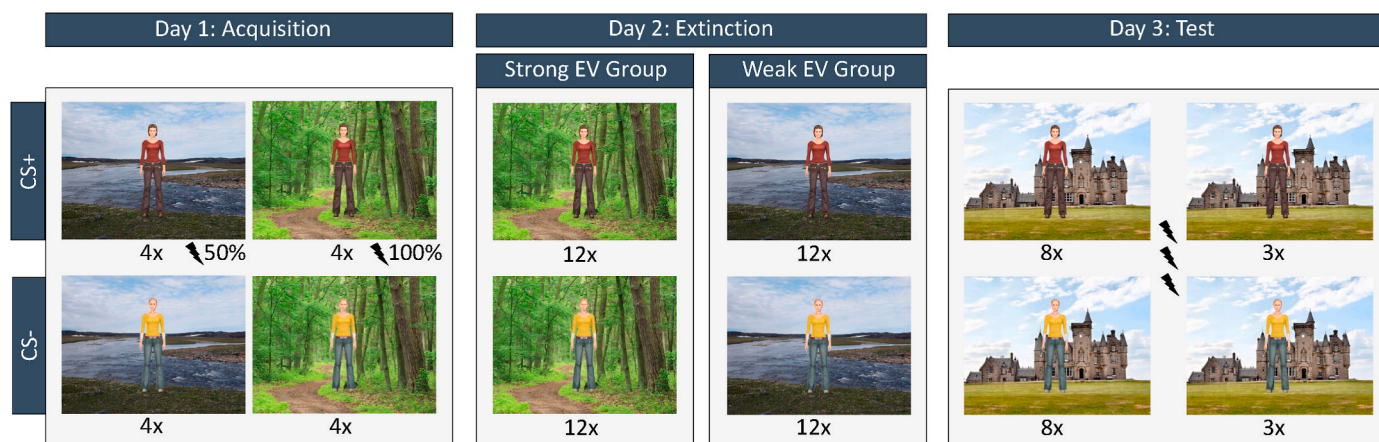 Day 1: Acquisition
Day 2: Extinction
Day 3: Test
Strong EV Group
Weak EV Group
CS+
4x 50%
4x 100%
12x
12x
8x
3x
CS-
4x
4x
12x
12x
8x
3x